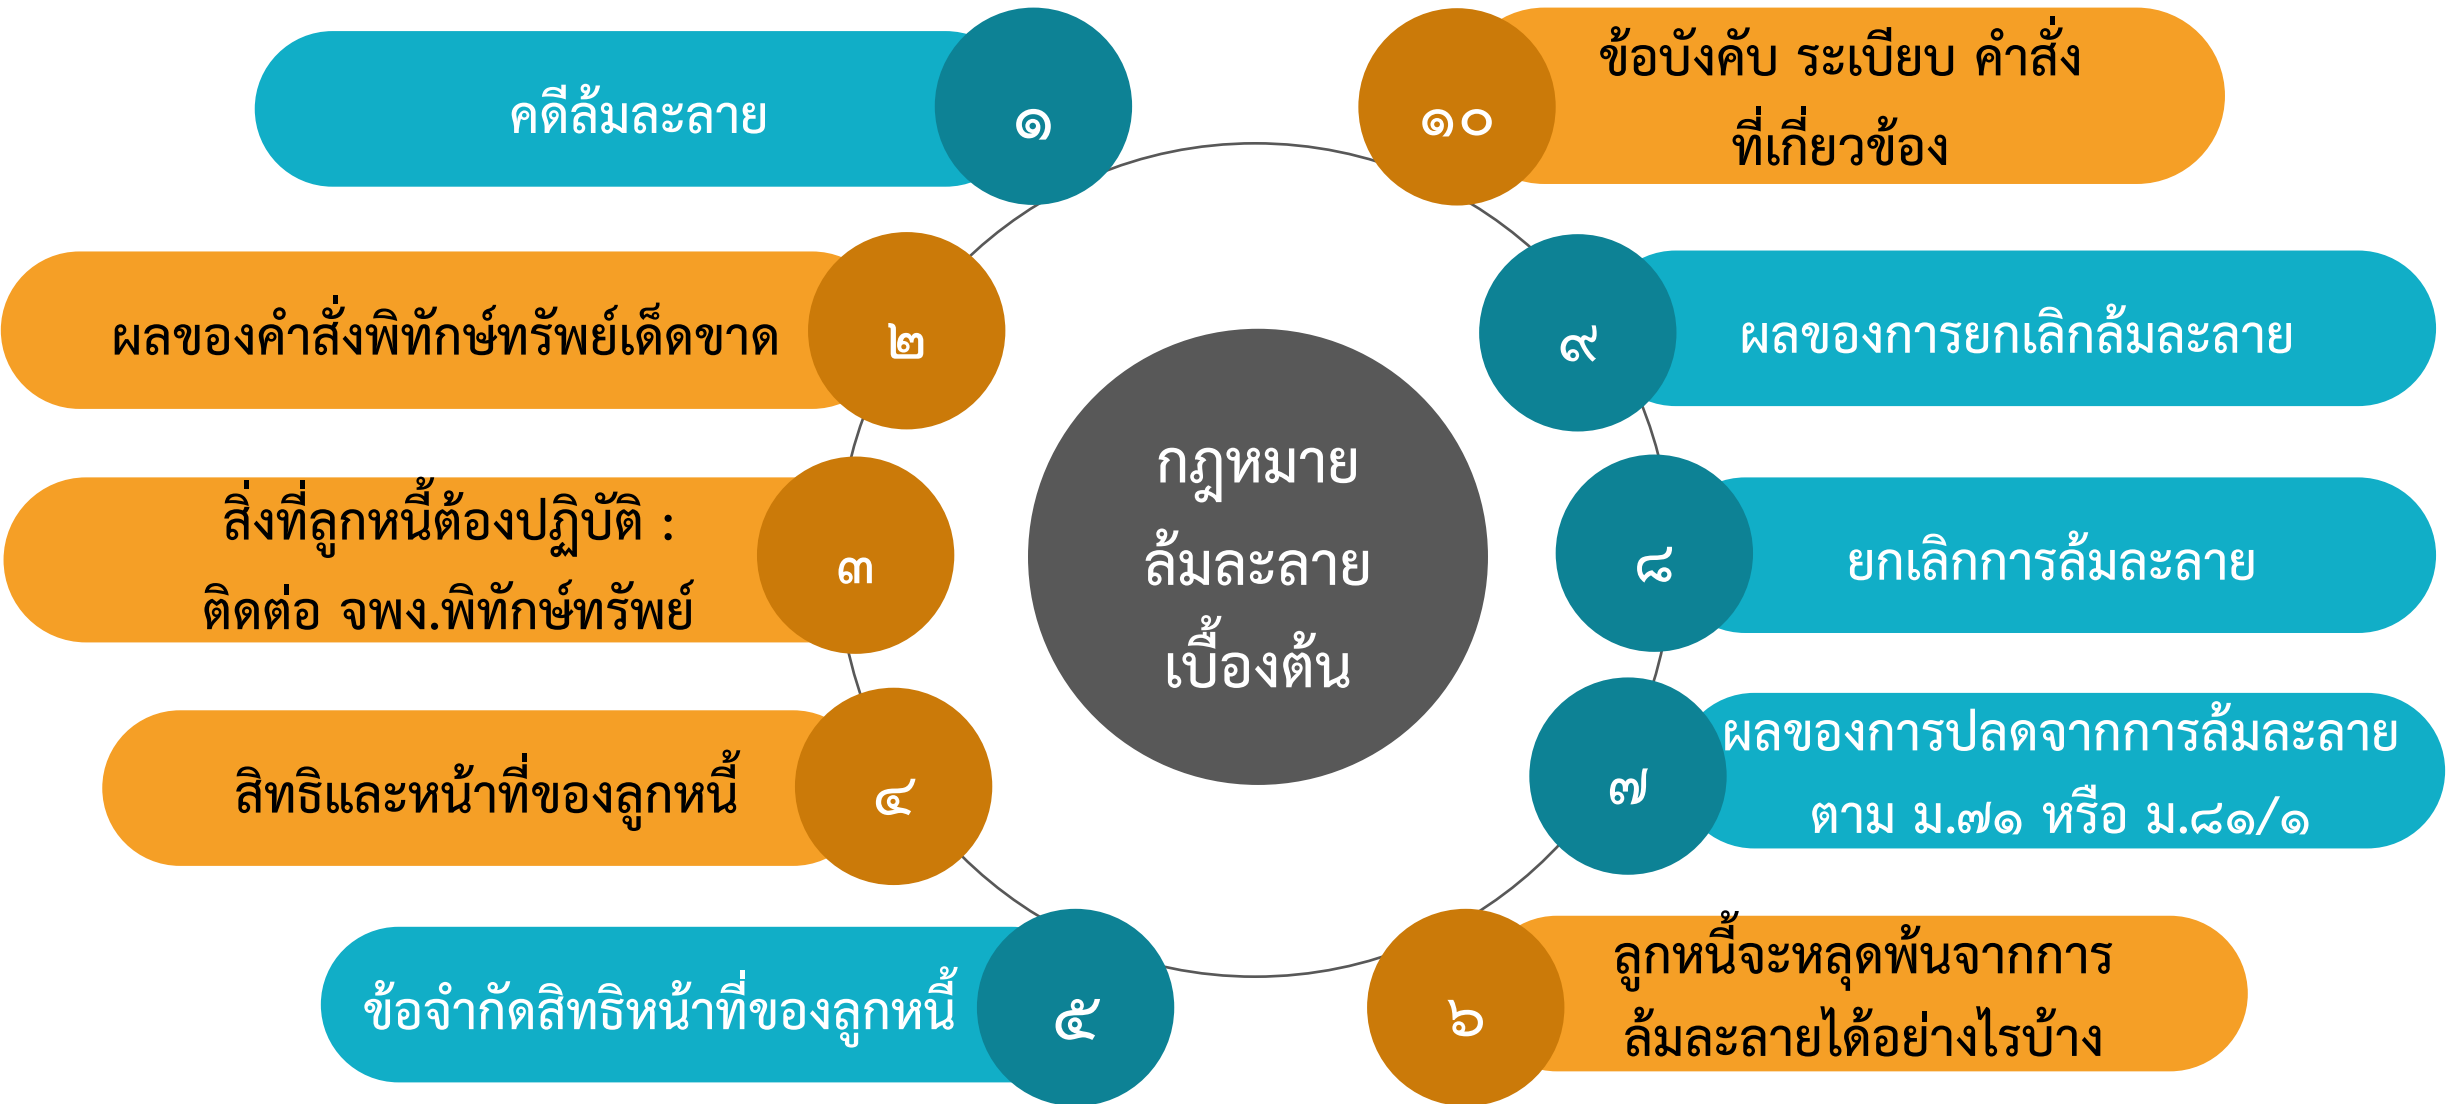 กฎหมาย
ล้มละลาย
เบื้องต้น
๑
คดีล้มละลาย
๒
ผลของคำสั่งพิทักษ์ทรัพย์เด็ดขาด
๓
สิ่งที่ลูกหนี้ต้องปฏิบัติ :
ติดต่อ จพง.พิทักษ์ทรัพย์
๔
สิทธิและหน้าที่ของลูกหนี้
๕
ข้อจำกัดสิทธิหน้าที่ของลูกหนี้
๖
ลูกหนี้จะหลุดพ้นจากการ
ล้มละลายได้อย่างไรบ้าง
๗
ผลของการปลดจากการล้มละลาย
ตาม ม.๗๑ หรือ ม.๘๑/๑
๘
ยกเลิกการล้มละลาย
๙
ผลของการยกเลิกล้มละลาย
๑๐
ข้อบังคับ ระเบียบ คำสั่ง
ที่เกี่ยวข้อง